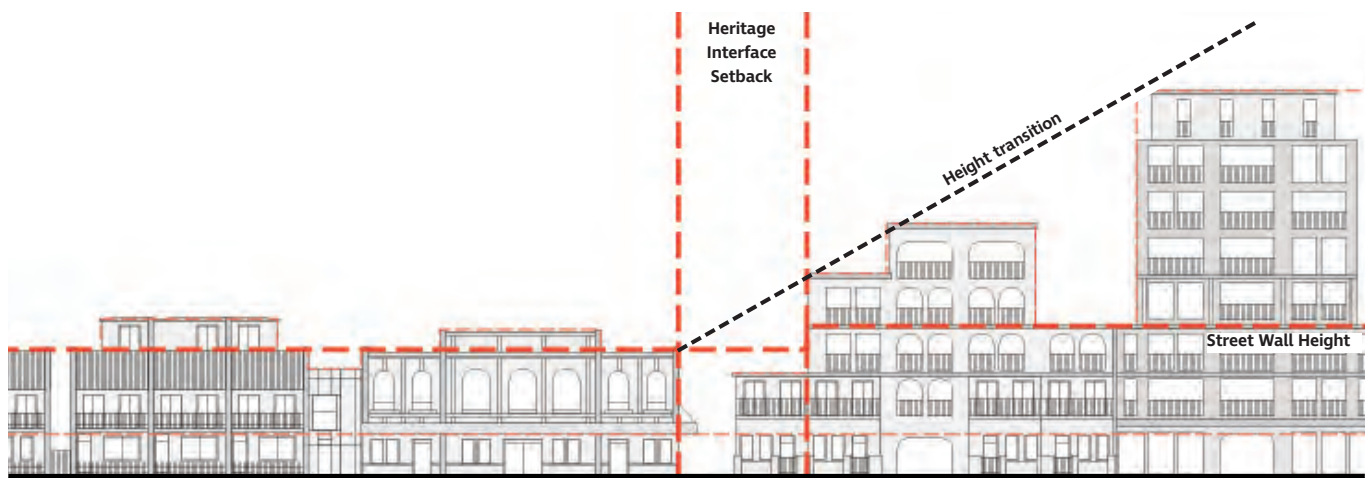 Heritage
Interface
Setback
Height transition
Street Wall Height